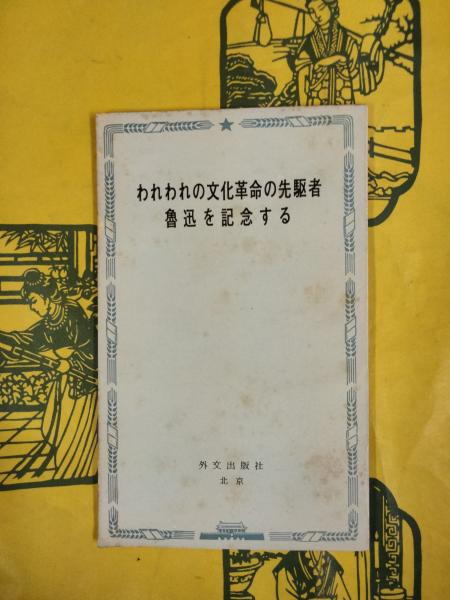 われわれの文化革命の先駆者
魯迅を記念する
外文出版社
北京